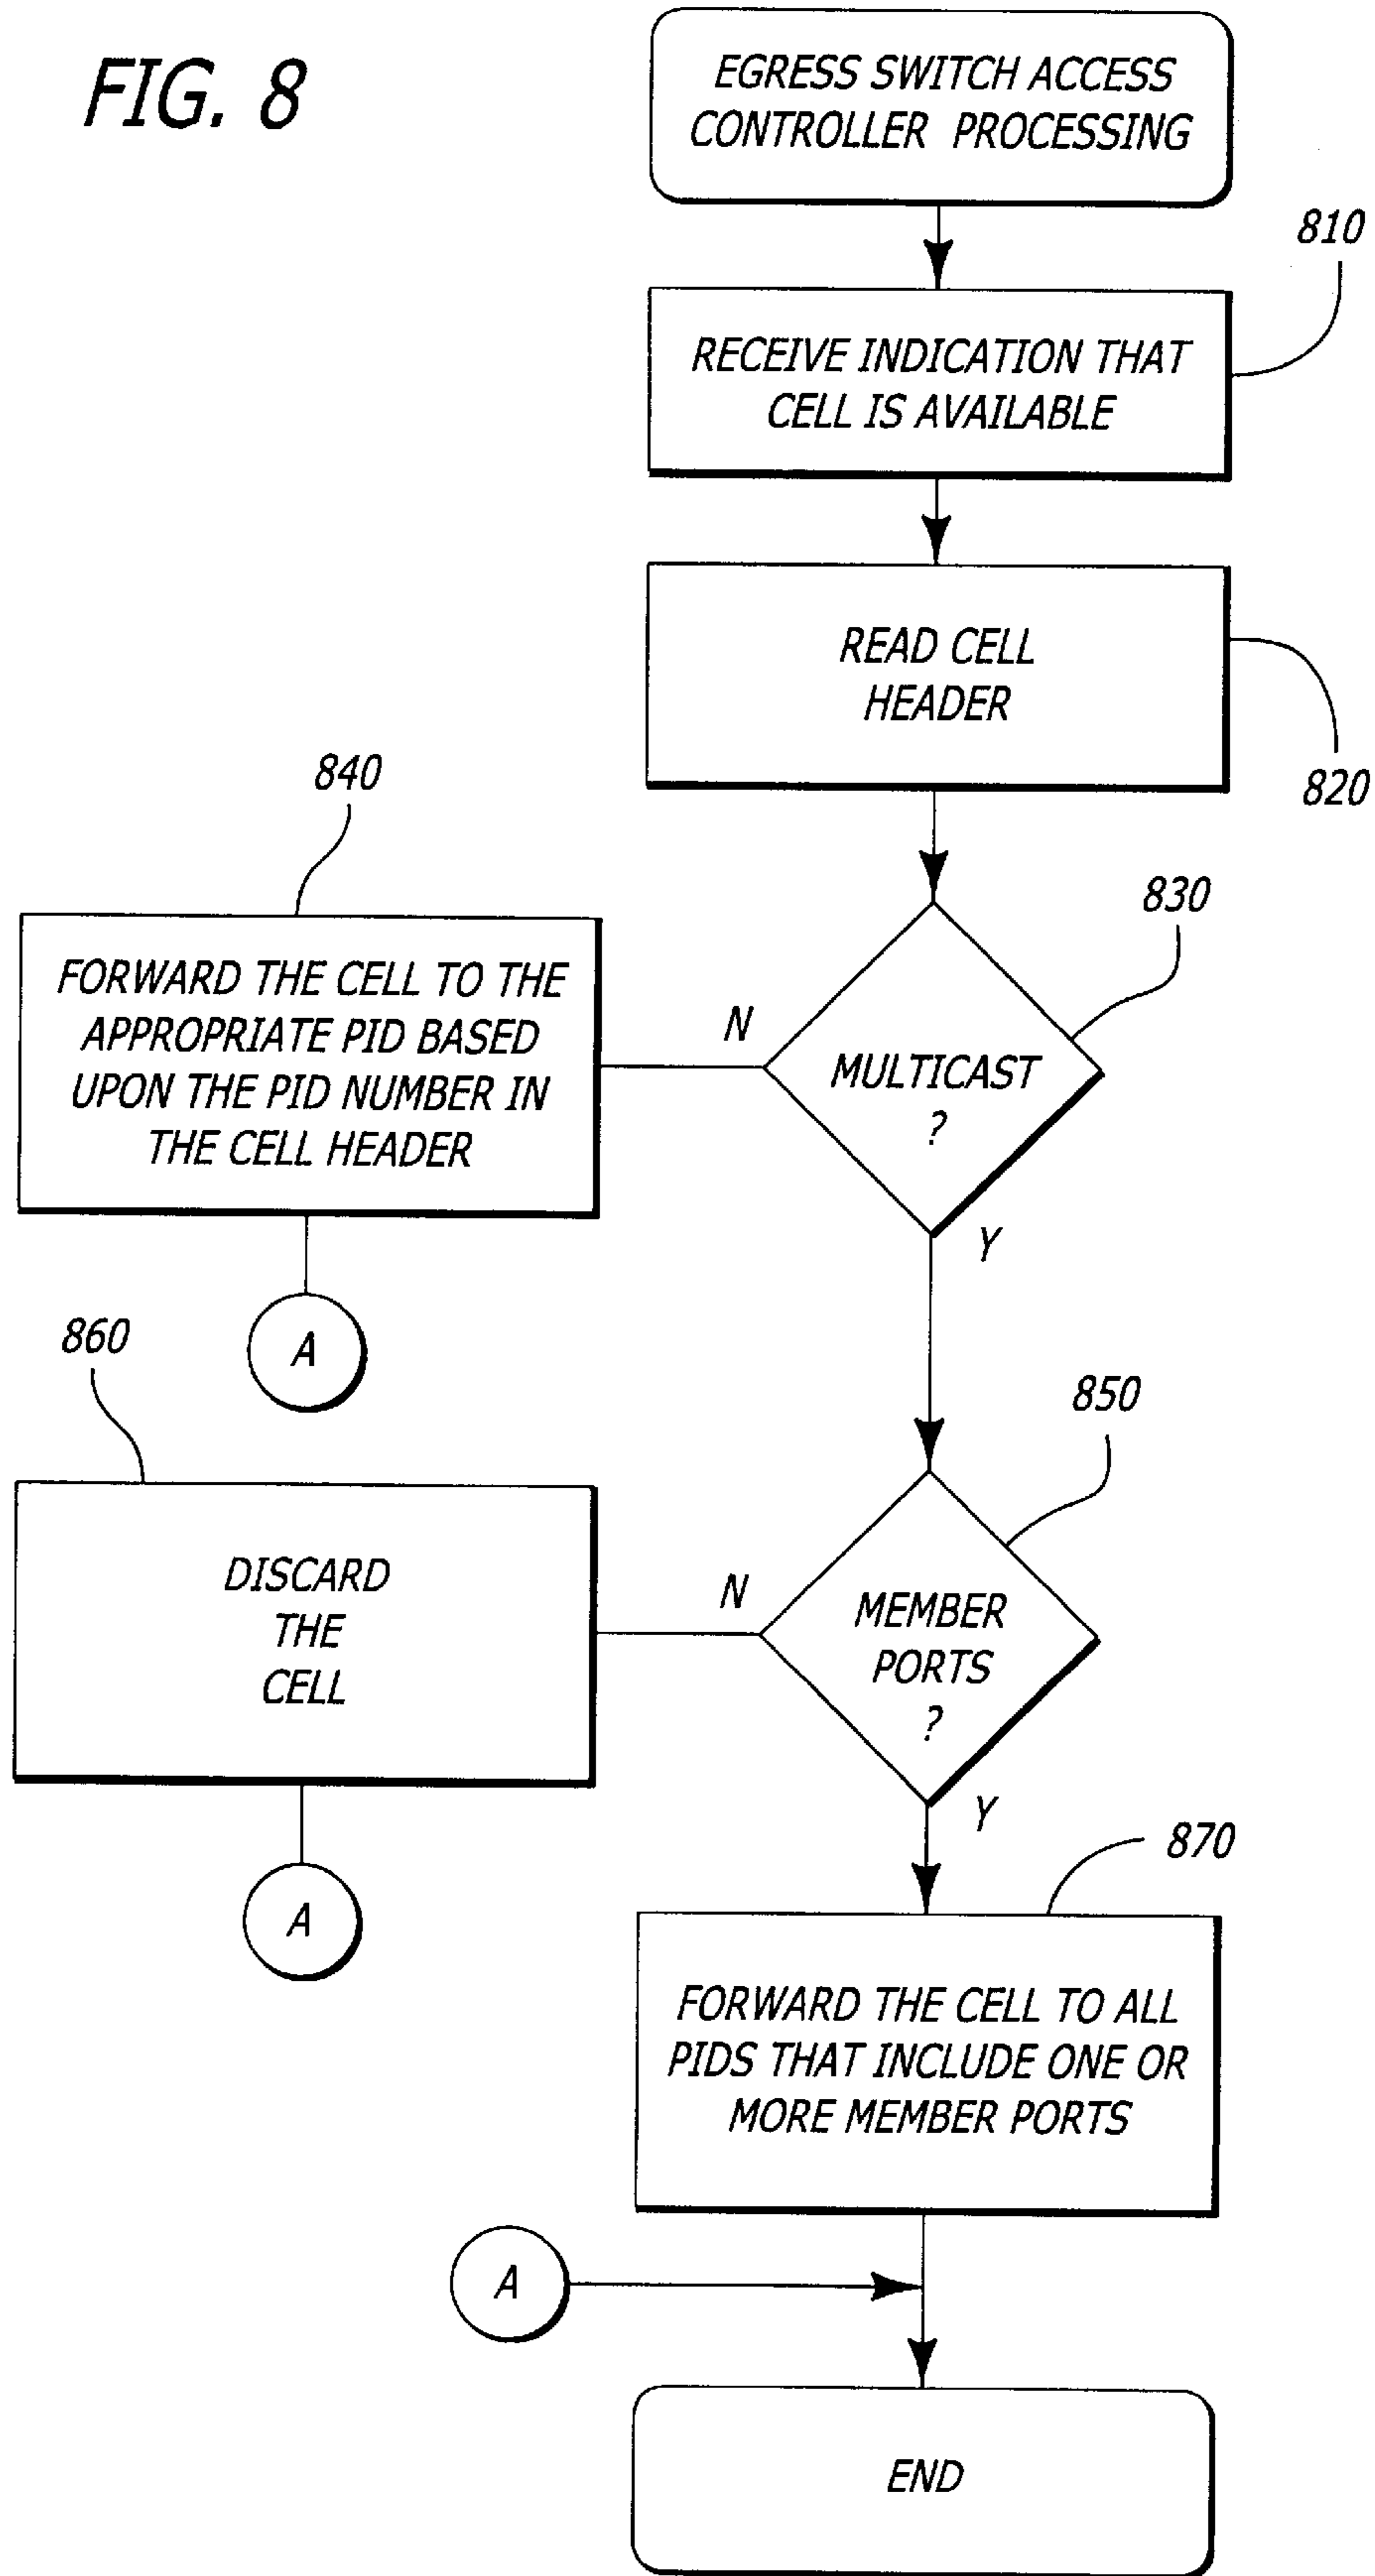 FIG. 8
EGRESS SWITCH ACCESS
CONTROLLER PROCESSING
810
RECEIVE INDICATION THAT
CELL IS AVAILABLE
READ CELL
HEADER
820
840
830
FORWARD THE CELL TO THE
APPROPRIATE PID BASED
UPON THE PID NUMBER IN
THE CELL HEADER
N
MULTICAST
?
Y
A
860
850
DISCARD
THE
CELL
N
MEMBER
PORTS
?
Y
A
870
FORWARD THE CELL TO ALL
PIDS THAT INCLUDE ONE OR
MORE MEMBER PORTS
A
END